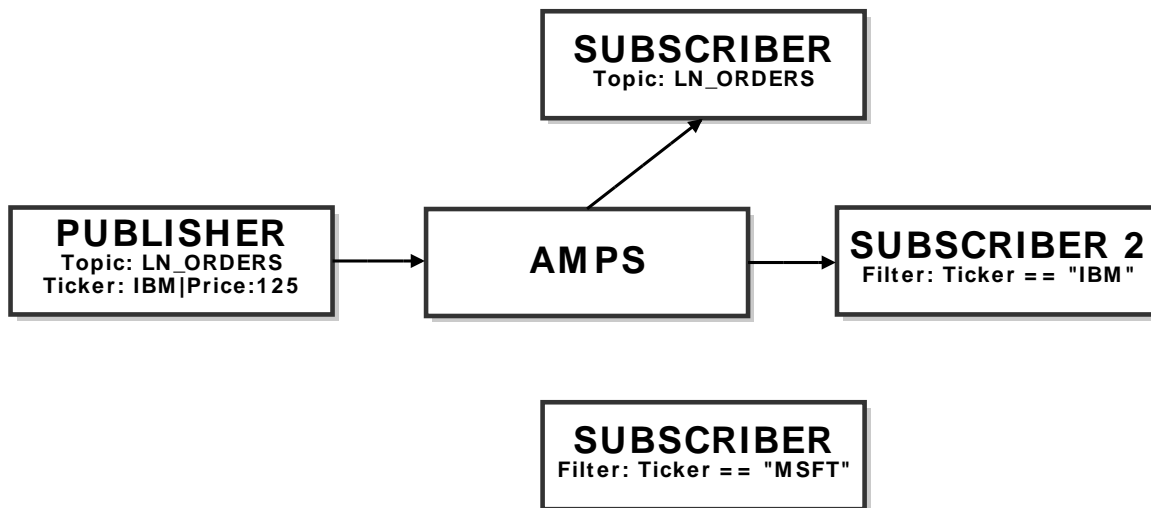 SUBSCRIBER
Topic: LN_ORDERS
PUBLISHER
Topic: LN_ORDERS
Ticker: IBM|Price:125
AMPS
SUBSCRIBER 2
Filter: Ticker == "IBM"
SUBSCRIBER
Filter: Ticker == "MSFT"